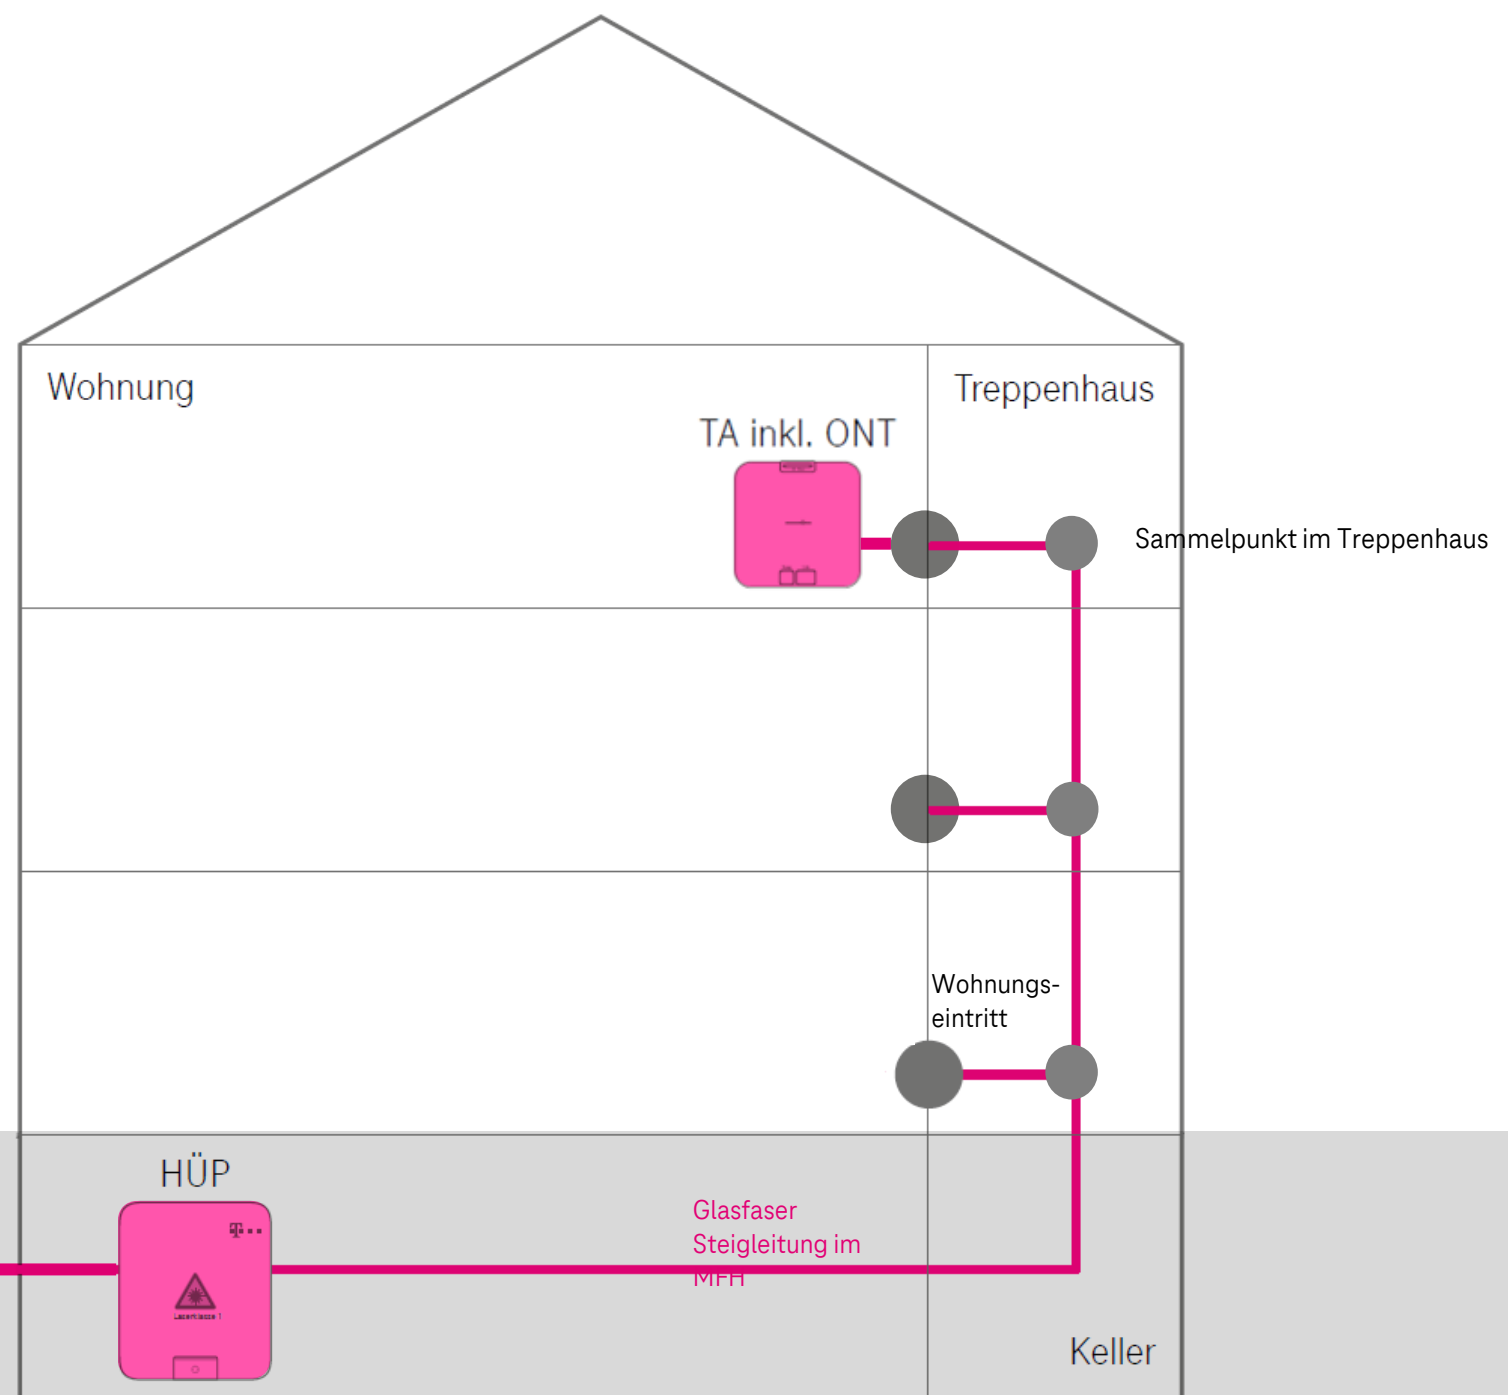 Wohnung
Treppenhaus
TA inkl. ONT
Sammelpunkt im Treppenhaus
Wohnungs-
eintritt
HÜP
Glasfaser
Steigleitung im
MFH
Keller